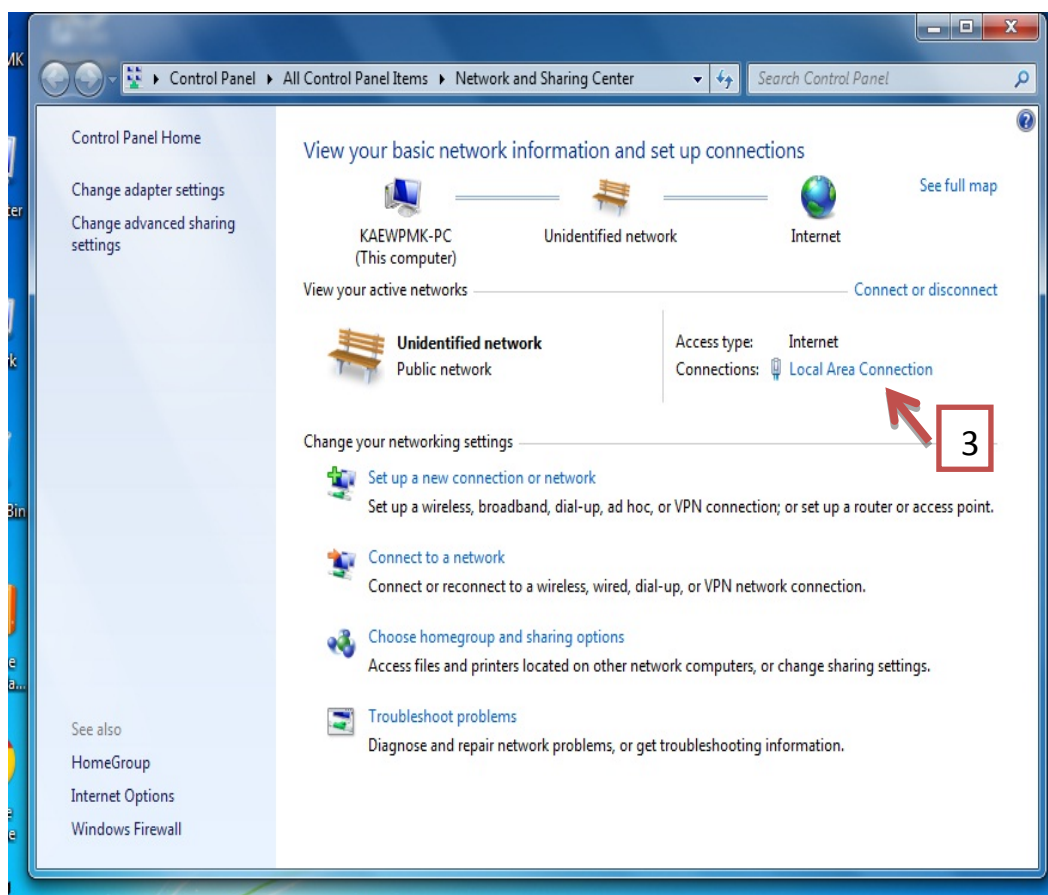 Control Panel ▸ All Control Panel Items ▸ Network and Sharing Center
Search Control Panel
Control Panel Home
Change adapter settings
Change advanced sharing
settings
See also
HomeGroup
Internet Options
Windows Firewall
View your basic network information and set up connections
See full map
KAEWPMK-PC
(This computer)
Unidentified network
Internet
View your active networks
Connect or disconnect
Unidentified network
Public network
Access type: Internet
Connections: Local Area Connection
3
Change your networking settings
Set up a new connection or network
Set up a wireless, broadband, dial-up, ad hoc, or VPN connection; or set up a router or access point.
Connect to a network
Connect or reconnect to a wireless, wired, dial-up, or VPN network connection.
Choose homegroup and sharing options
Access files and printers located on other network computers, or change sharing settings.
Troubleshoot problems
Diagnose and repair network problems, or get troubleshooting information.